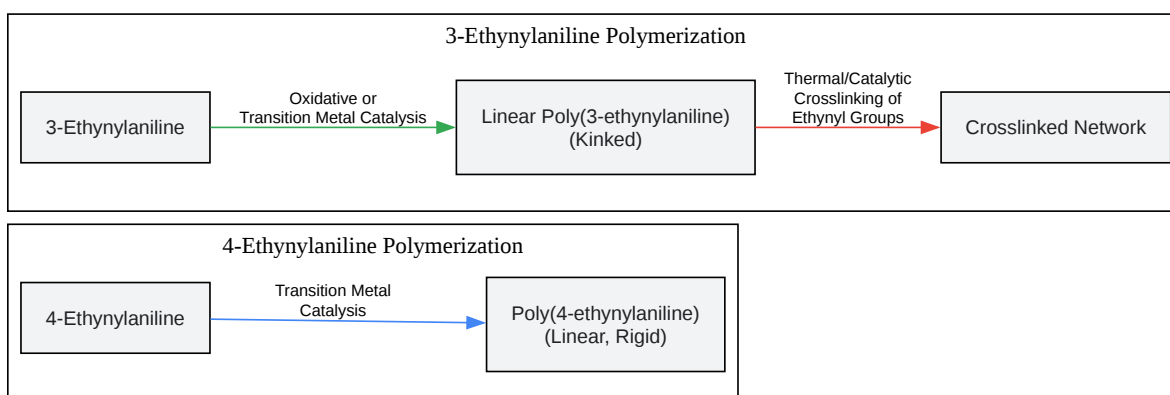 3-Ethynylaniline Polymerization
3-Ethynylaniline
Oxidative or
Transition Metal Catalysis
Linear Poly(3-ethynylaniline)
(Kinked)
Thermal/Catalytic
Crosslinking of
Ethynyl Groups
Crosslinked Network
4-Ethynylaniline Polymerization
4-Ethynylaniline
Transition Metal
Catalysis
Poly(4-ethynylaniline)
(Linear, Rigid)